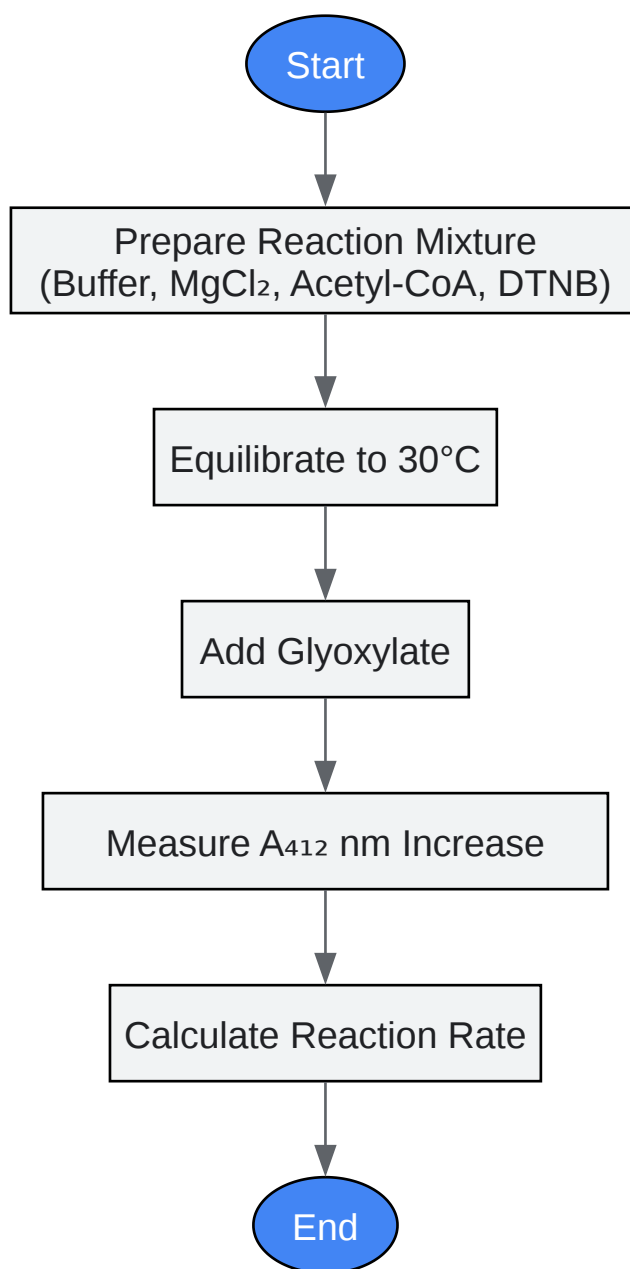 Start
Prepare Reaction Mixture
(Buffer, MgCl₂, Acetyl-CoA, DTNB)
Equilibrate to 30°C
Add Glyoxylate
Measure A₄₁₂ nm Increase
Calculate Reaction Rate
End